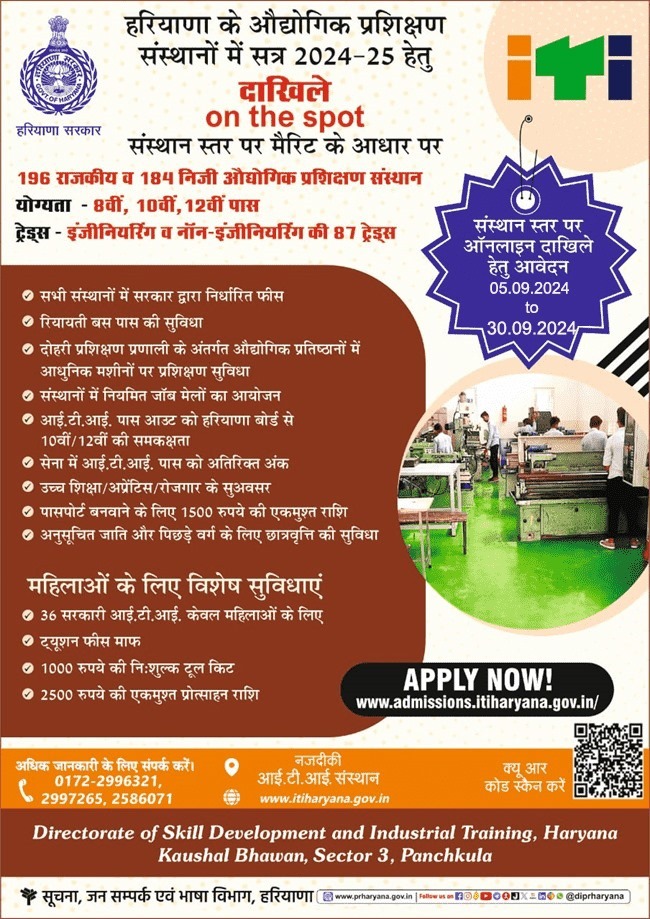 हरियाणा के औद्योगिक प्रशिक्षण
संस्थानों में सत्र 2024-25 हेतु
दाखिले
on the spot
संस्थान स्तर पर मैरिट के आधार पर
हरियाणा सरकार
iTi
196 राजकीय व 184 निजी औद्योगिक प्रशिक्षण संस्थान
योग्यता - 8वीं, 10वीं,12वीं पास
ट्रेड्स - इंजीनियरिंग व नॉन-इंजीनियरिंग की 87 ट्रेड्स
संस्थान स्तर पर
ऑनलाइन दाखिले
हेतु आवेदन
05.09.2024
to
30.09.2024
सभी संस्थानों में सरकार द्वारा निर्धारित फीस
रियायती बस पास की सुविधा
दोहरी प्रशिक्षण प्रणाली के अंतर्गत औद्योगिक प्रतिष्ठानों में
आधुनिक मशीनों पर प्रशिक्षण सुविधा
संस्थानों में नियमित जॉब मेलों का आयोजन
आई.टी.आई. पास आउट को हरियाणा बोर्ड से
10वीं/12वीं की समकक्षता
सेना में आई.टी.आई. पास को अतिरिक्त अंक
उच्च शिक्षा/अप्रेंटिस/रोजगार के सुअवसर
पासपोर्ट बनवाने के लिए 1500 रुपये की एकमुश्त राशि
अनुसूचित जाति और पिछड़े वर्ग के लिए छात्रवृत्ति की सुविधा
महिलाओं के लिए विशेष सुविधाएं
36 सरकारी आई.टी.आई. केवल महिलाओं के लिए
ट्यूशन फीस माफ
1000 रुपये की नि:शुल्क टूल किट
2500 रुपये की एकमुश्त प्रोत्साहन राशि
APPLY NOW!
www.admissions.itiharyana.gov.in/
अधिक जानकारी के लिए संपर्क करें।
0172-2996321,
2997265, 2586071
नजदीकी
आई.टी.आई संस्थान
www.itiharyana.gov.in
क्यू आर
कोड स्कैन करें
Directorate of Skill Development and Industrial Training, Haryana
Kaushal Bhawan, Sector 3, Panchkula
सूचना, जन सम्पर्क एवं भाषा विभाग, हरियाणा www.prharyana.gov.in Follow us on @diprharyana